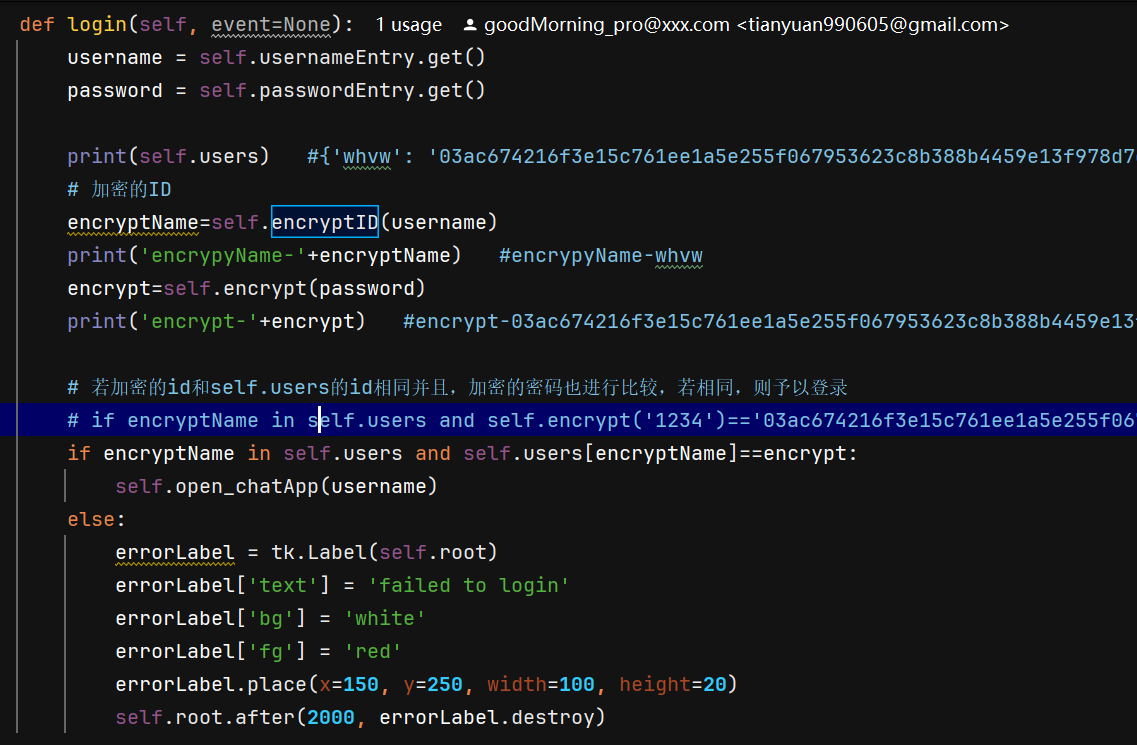 def login(self, event=None): 1 usage goodMorning_pro@xxx.com <tianyuan990605@gmail.com>
username = self.usernameEntry.get()
password = self.passwordEntry.get()
print(self.users) #{'whvw': '03ac674216f3e15c761ee1a5e255f067953623c8b388b4459e13f978d7
# 加密的ID
encryptName=self.encryptID(username)
print('encrypyName-'+encryptName) #encrypyName-whvw
encrypt=self.encrypt(password)
print('encrypt-'+encrypt) #encrypt-03ac674216f3e15c761ee1a5e255f067953623c8b388b4459e13
# 若加密的id和self.users的id相同并且，加密的密码也进行比较，若相同，则予以登录
# if encryptName in self.users and self.encrypt('1234')=='03ac674216f3e15c761ee1a5e255f06
if encryptName in self.users and self.users[encryptName]==encrypt:
self.open_chatApp(username)
else:
errorLabel = tk.Label(self.root)
errorLabel['text'] = 'failed to login'
errorLabel['bg'] = 'white'
errorLabel['fg'] = 'red'
errorLabel.place(x=150, y=250, width=100, height=20)
self.root.after(2000, errorLabel.destroy)